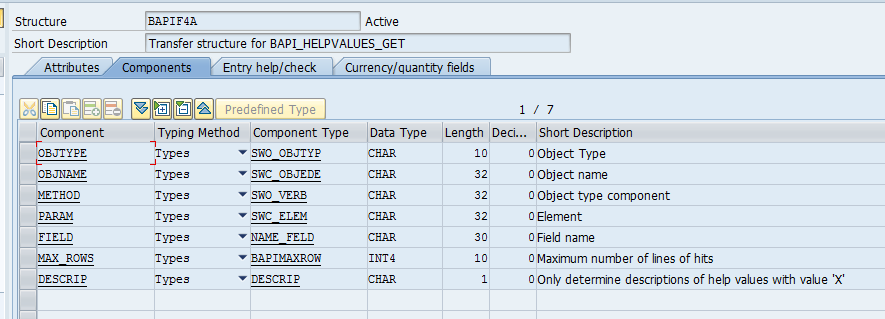 Structure BAPIF4A Active
Short Description Transfer structure for BAPI_HELPVALUES_GET
Attributes Components Entry help/check Currency/quantity fields
Predefined Type 1 / 7
Component Typing Method Component Type Data Type Length Deci... Short Description
OBJTYPE Types SWO_OBJTYP CHAR 10 0 Object Type
OBJNAME Types SWC_OBJEDE CHAR 32 0 Object name
METHOD Types SWO_VERB CHAR 32 0 Object type component
PARAM Types SWC_ELEM CHAR 32 0 Element
FIELD Types NAME_FELD CHAR 30 0 Field name
MAX_ROWS Types BAPIMAXROW INT4 10 0 Maximum number of lines of hits
DESCRIP Types DESCRIP CHAR 1 0 Only determine descriptions of help values with value 'X'